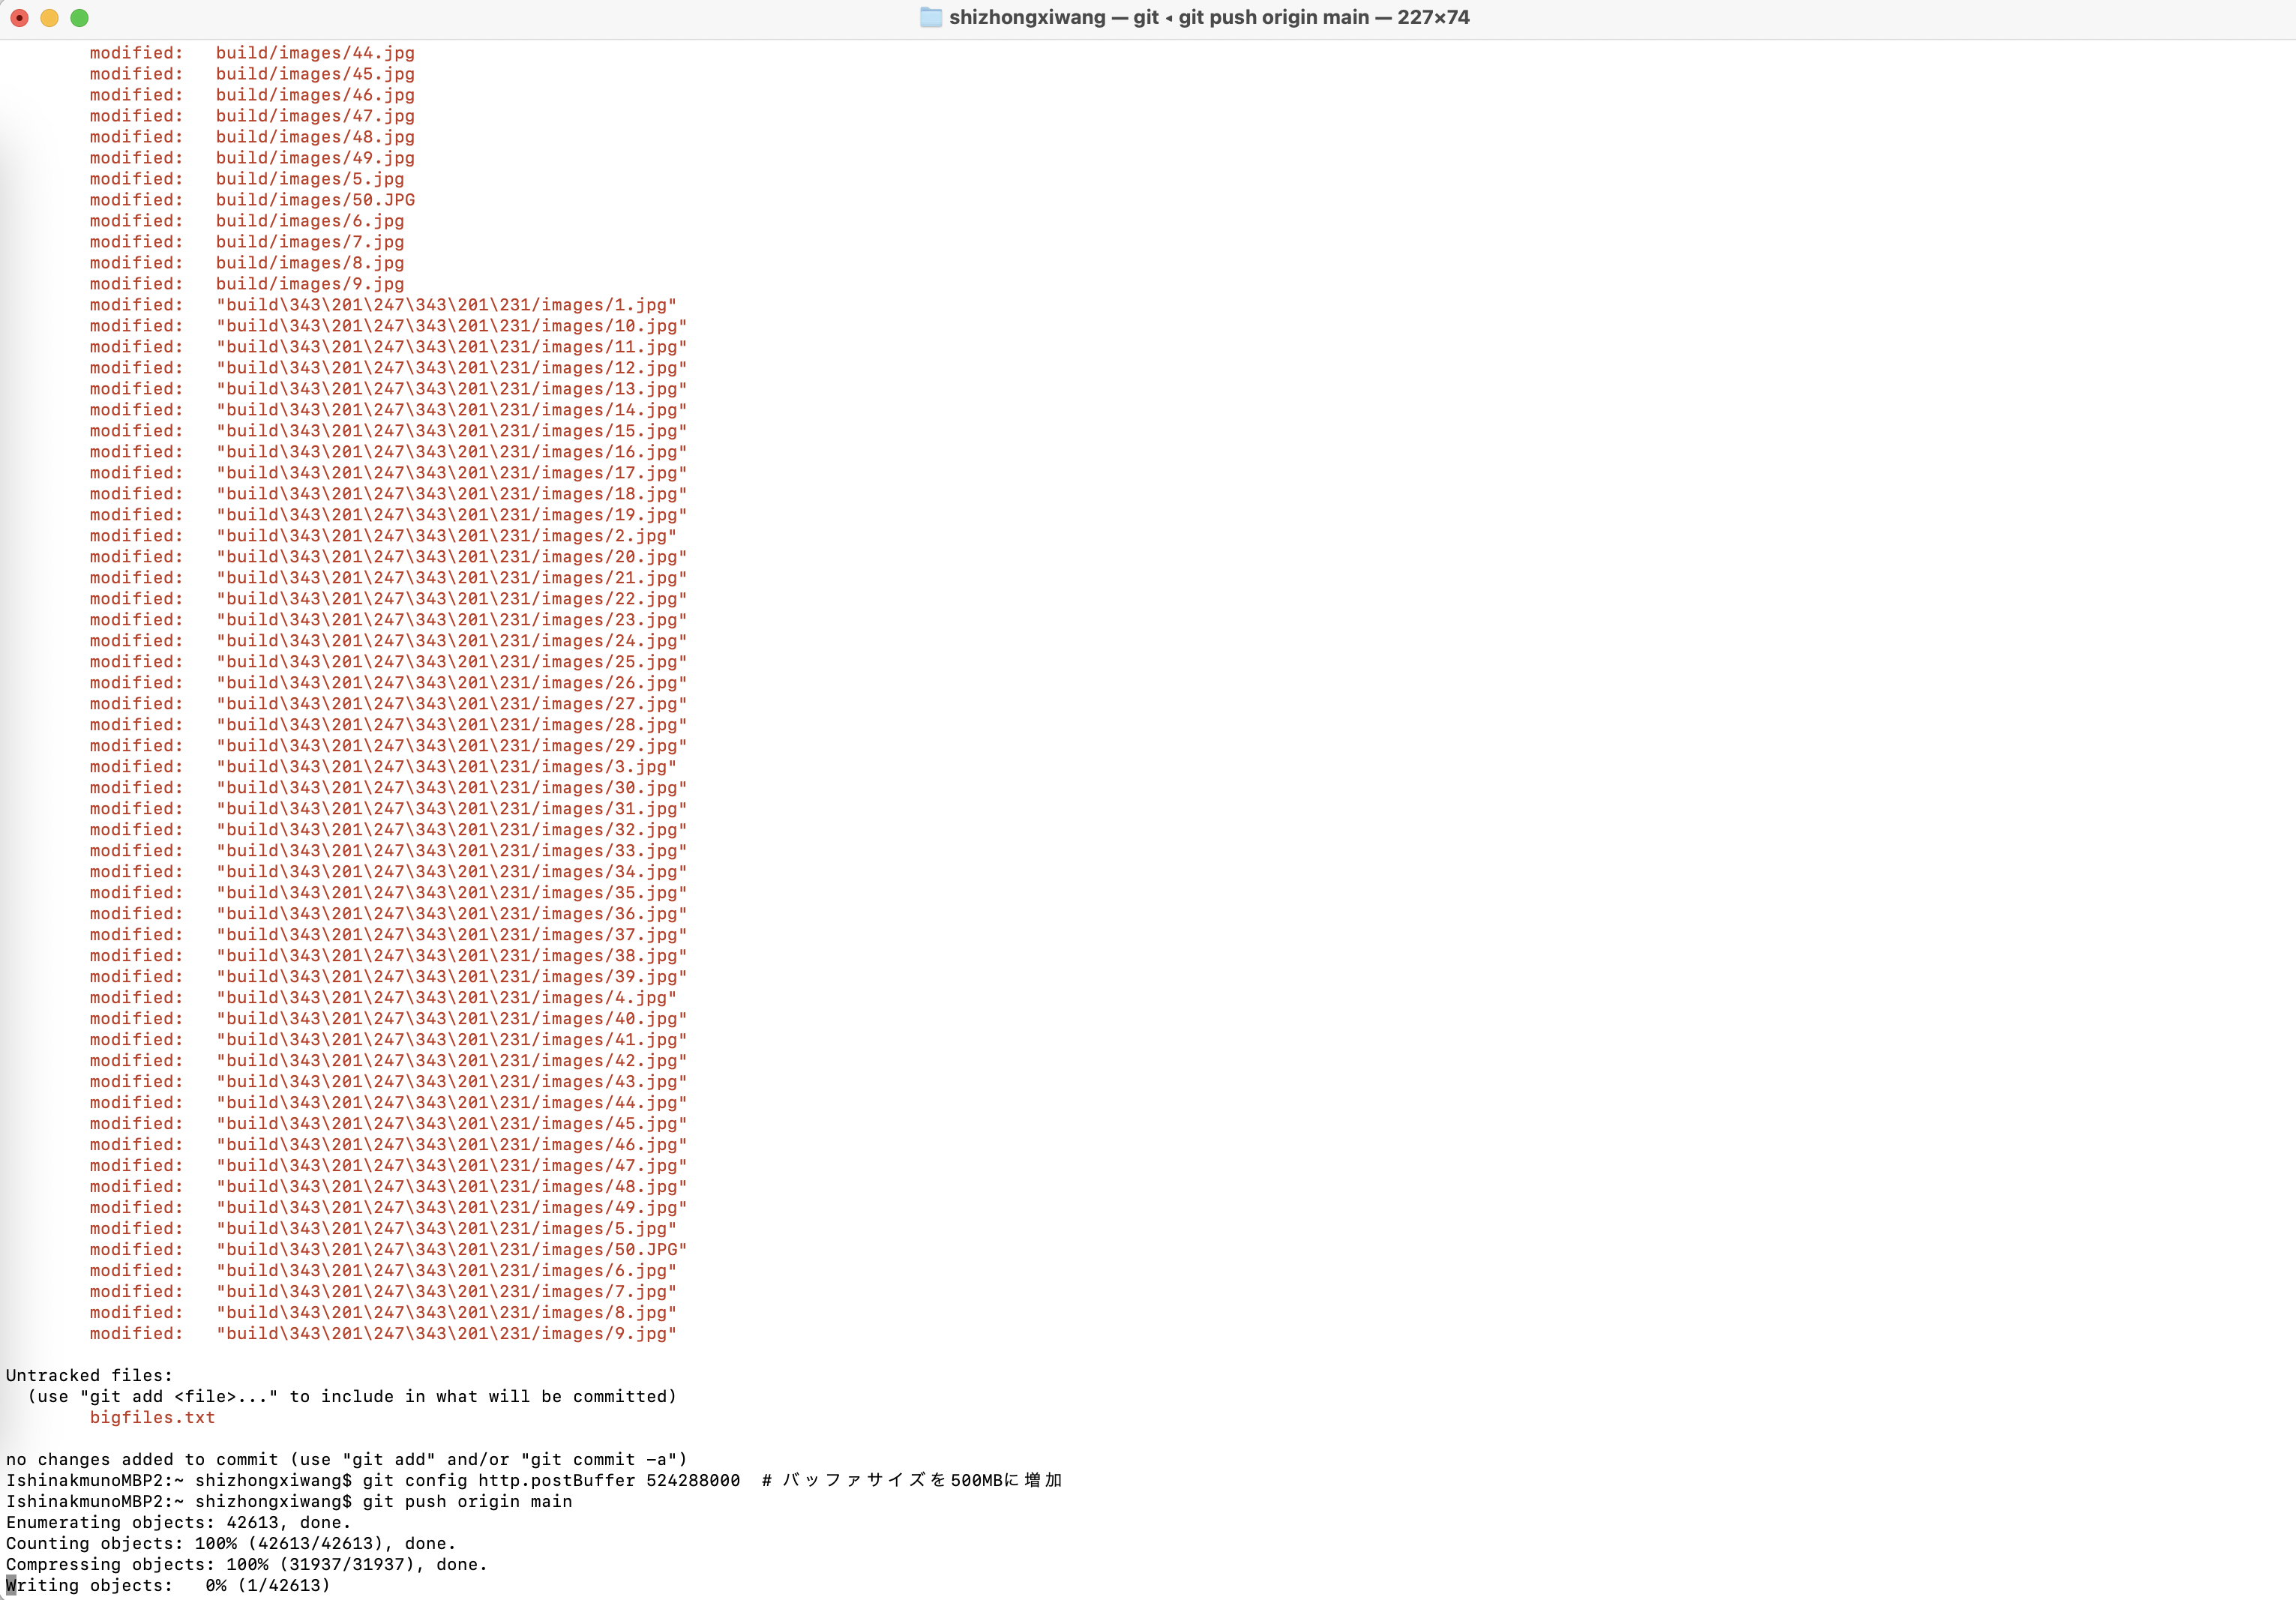 shizhongxiwang — git ◂ git push origin main — 227×74
modified:   build/images/44.jpg
modified:   build/images/45.jpg
modified:   build/images/46.jpg
modified:   build/images/47.jpg
modified:   build/images/48.jpg
modified:   build/images/49.jpg
modified:   build/images/5.jpg
modified:   build/images/50.JPG
modified:   build/images/6.jpg
modified:   build/images/7.jpg
modified:   build/images/8.jpg
modified:   build/images/9.jpg
modified:   "build\343\201\247\343\201\231/images/1.jpg"
modified:   "build\343\201\247\343\201\231/images/10.jpg"
modified:   "build\343\201\247\343\201\231/images/11.jpg"
modified:   "build\343\201\247\343\201\231/images/12.jpg"
modified:   "build\343\201\247\343\201\231/images/13.jpg"
modified:   "build\343\201\247\343\201\231/images/14.jpg"
modified:   "build\343\201\247\343\201\231/images/15.jpg"
modified:   "build\343\201\247\343\201\231/images/16.jpg"
modified:   "build\343\201\247\343\201\231/images/17.jpg"
modified:   "build\343\201\247\343\201\231/images/18.jpg"
modified:   "build\343\201\247\343\201\231/images/19.jpg"
modified:   "build\343\201\247\343\201\231/images/2.jpg"
modified:   "build\343\201\247\343\201\231/images/20.jpg"
modified:   "build\343\201\247\343\201\231/images/21.jpg"
modified:   "build\343\201\247\343\201\231/images/22.jpg"
modified:   "build\343\201\247\343\201\231/images/23.jpg"
modified:   "build\343\201\247\343\201\231/images/24.jpg"
modified:   "build\343\201\247\343\201\231/images/25.jpg"
modified:   "build\343\201\247\343\201\231/images/26.jpg"
modified:   "build\343\201\247\343\201\231/images/27.jpg"
modified:   "build\343\201\247\343\201\231/images/28.jpg"
modified:   "build\343\201\247\343\201\231/images/29.jpg"
modified:   "build\343\201\247\343\201\231/images/3.jpg"
modified:   "build\343\201\247\343\201\231/images/30.jpg"
modified:   "build\343\201\247\343\201\231/images/31.jpg"
modified:   "build\343\201\247\343\201\231/images/32.jpg"
modified:   "build\343\201\247\343\201\231/images/33.jpg"
modified:   "build\343\201\247\343\201\231/images/34.jpg"
modified:   "build\343\201\247\343\201\231/images/35.jpg"
modified:   "build\343\201\247\343\201\231/images/36.jpg"
modified:   "build\343\201\247\343\201\231/images/37.jpg"
modified:   "build\343\201\247\343\201\231/images/38.jpg"
modified:   "build\343\201\247\343\201\231/images/39.jpg"
modified:   "build\343\201\247\343\201\231/images/4.jpg"
modified:   "build\343\201\247\343\201\231/images/40.jpg"
modified:   "build\343\201\247\343\201\231/images/41.jpg"
modified:   "build\343\201\247\343\201\231/images/42.jpg"
modified:   "build\343\201\247\343\201\231/images/43.jpg"
modified:   "build\343\201\247\343\201\231/images/44.jpg"
modified:   "build\343\201\247\343\201\231/images/45.jpg"
modified:   "build\343\201\247\343\201\231/images/46.jpg"
modified:   "build\343\201\247\343\201\231/images/47.jpg"
modified:   "build\343\201\247\343\201\231/images/48.jpg"
modified:   "build\343\201\247\343\201\231/images/49.jpg"
modified:   "build\343\201\247\343\201\231/images/5.jpg"
modified:   "build\343\201\247\343\201\231/images/50.JPG"
modified:   "build\343\201\247\343\201\231/images/6.jpg"
modified:   "build\343\201\247\343\201\231/images/7.jpg"
modified:   "build\343\201\247\343\201\231/images/8.jpg"
modified:   "build\343\201\247\343\201\231/images/9.jpg"
Untracked files:
(use "git add <file>..." to include in what will be committed)
bigfiles.txt
no changes added to commit (use "git add" and/or "git commit -a")
IshinakmunoMBP2:~ shizhongxiwang$ git config http.postBuffer 524288000  # バッファサイズを500MBに増加
IshinakmunoMBP2:~ shizhongxiwang$ git push origin main
Enumerating objects: 42613, done.
Counting objects: 100% (42613/42613), done.
Compressing objects: 100% (31937/31937), done.
Writing objects:   0% (1/42613)